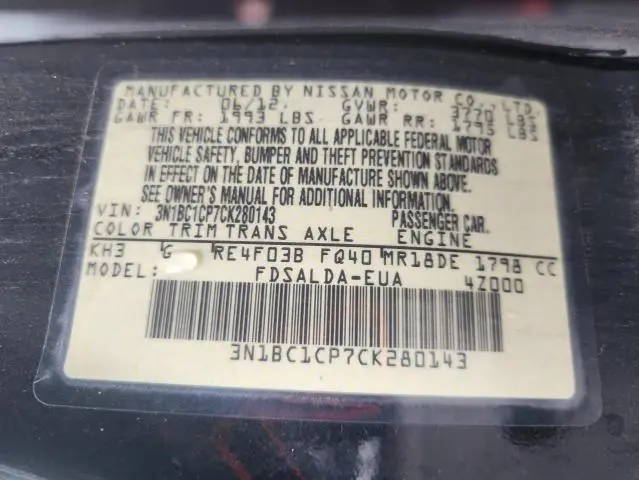 MANUFACTURED BY NISSAN MOTOR CO., LTD.
DATE: 06/12. GVWR: 3770 LBS
GAWR FR: 1993 LBS GAWR RR: 1795 LBS
THIS VEHICLE CONFORMS TO ALL APPLICABLE FEDERAL MOTOR
VEHICLE SAFETY, BUMPER AND THEFT PREVENTION STANDARDS
IN EFFECT ON THE DATE OF MANUFACTURE SHOWN ABOVE.
SEE OWNER'S MANUAL FOR ADDITIONAL INFORMATION.
VIN: 3N1BC1CP7CK280143 PASSENGER CAR.
COLOR TRIM TRANS AXLE ENGINE
KH3 G RE4F03B FQ40 MR18DE 1798 CC
MODEL: FDSALDA-EUA 4Z000
3N1BC1CP7CK280143